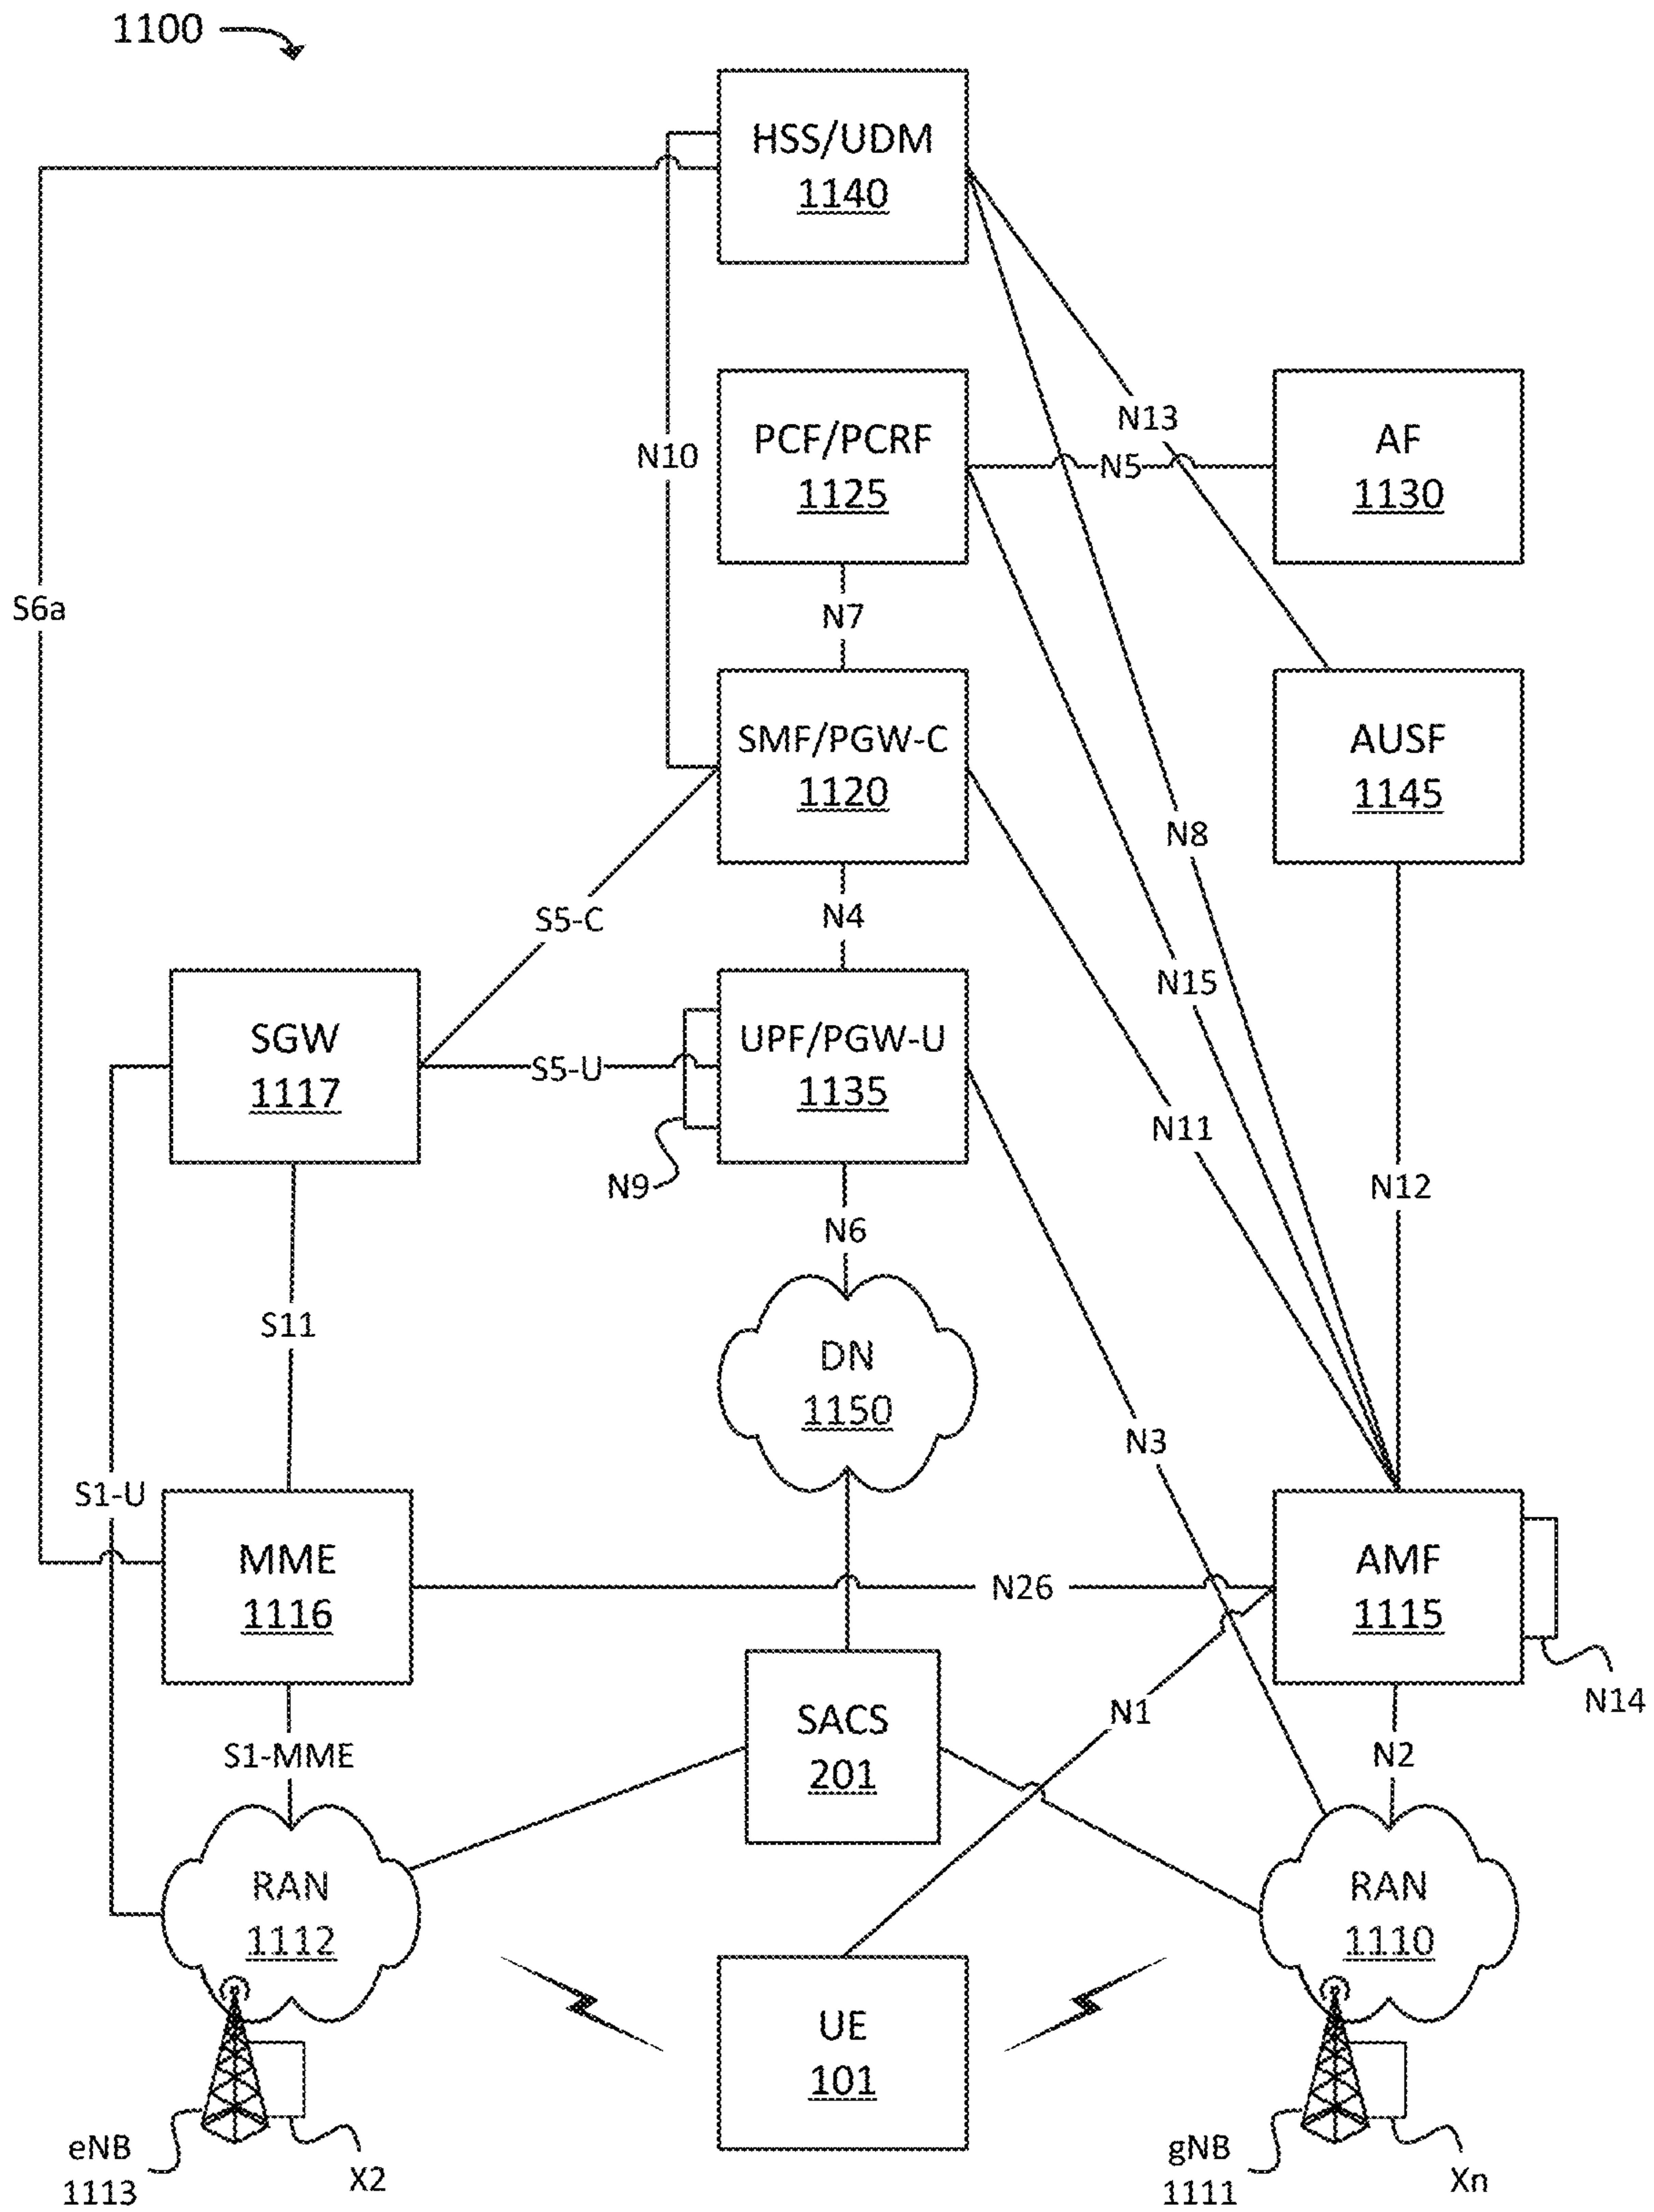 1100
HSS/UDM
1140
PCF/PCRF
1125
N13
AF
1130
N10
N5
S6a
N7
SMF/PGW-C
1120
AUSF
1145
N8
S5-C
N4
N15
SGW
1117
S5-U
UPF/PGW-U
1135
N11
N9
N12
N6
S11
DN
1150
N3
S1-U
MME
1116
N26
AMF
1115
N14
SACS
201
N1
S1-MME
N2
RAN
1112
RAN
1110
UE
101
eNB
1113
X2
gNB
1111
Xn